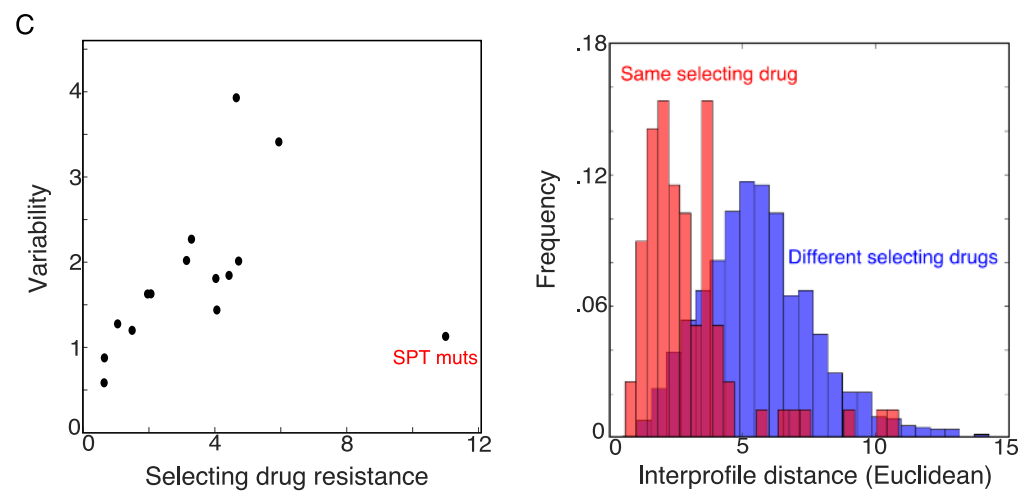 C
Variability
4
3
2
1
0
0 4 8 12
SPT muts
Selecting drug resistance
Frequency
.18
.12
.06
0
0 5 10 15
Same selecting drug
Different selecting drugs
Interprofile distance (Euclidean)